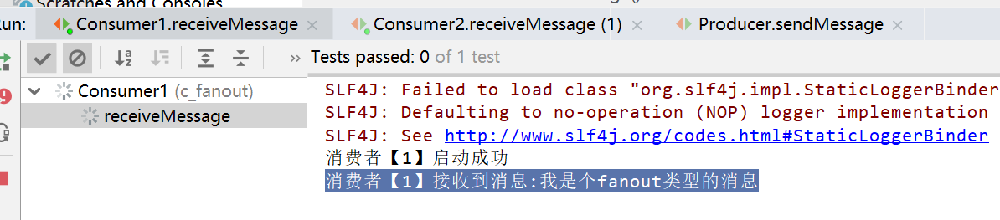 Scratches and Consoles
Run: Consumer1.receiveMessage × Consumer2.receiveMessage (1) × Producer.sendMessage ×
» Tests passed: 0 of 1 test
Consumer1 (c_fanout)
receiveMessage
SLF4J: Failed to load class "org.slf4j.impl.StaticLoggerBinder
SLF4J: Defaulting to no-operation (NOP) logger implementation
SLF4J: See http://www.slf4j.org/codes.html#StaticLoggerBinder
消费者【1】启动成功
消费者【1】接收到消息:我是个fanout类型的消息